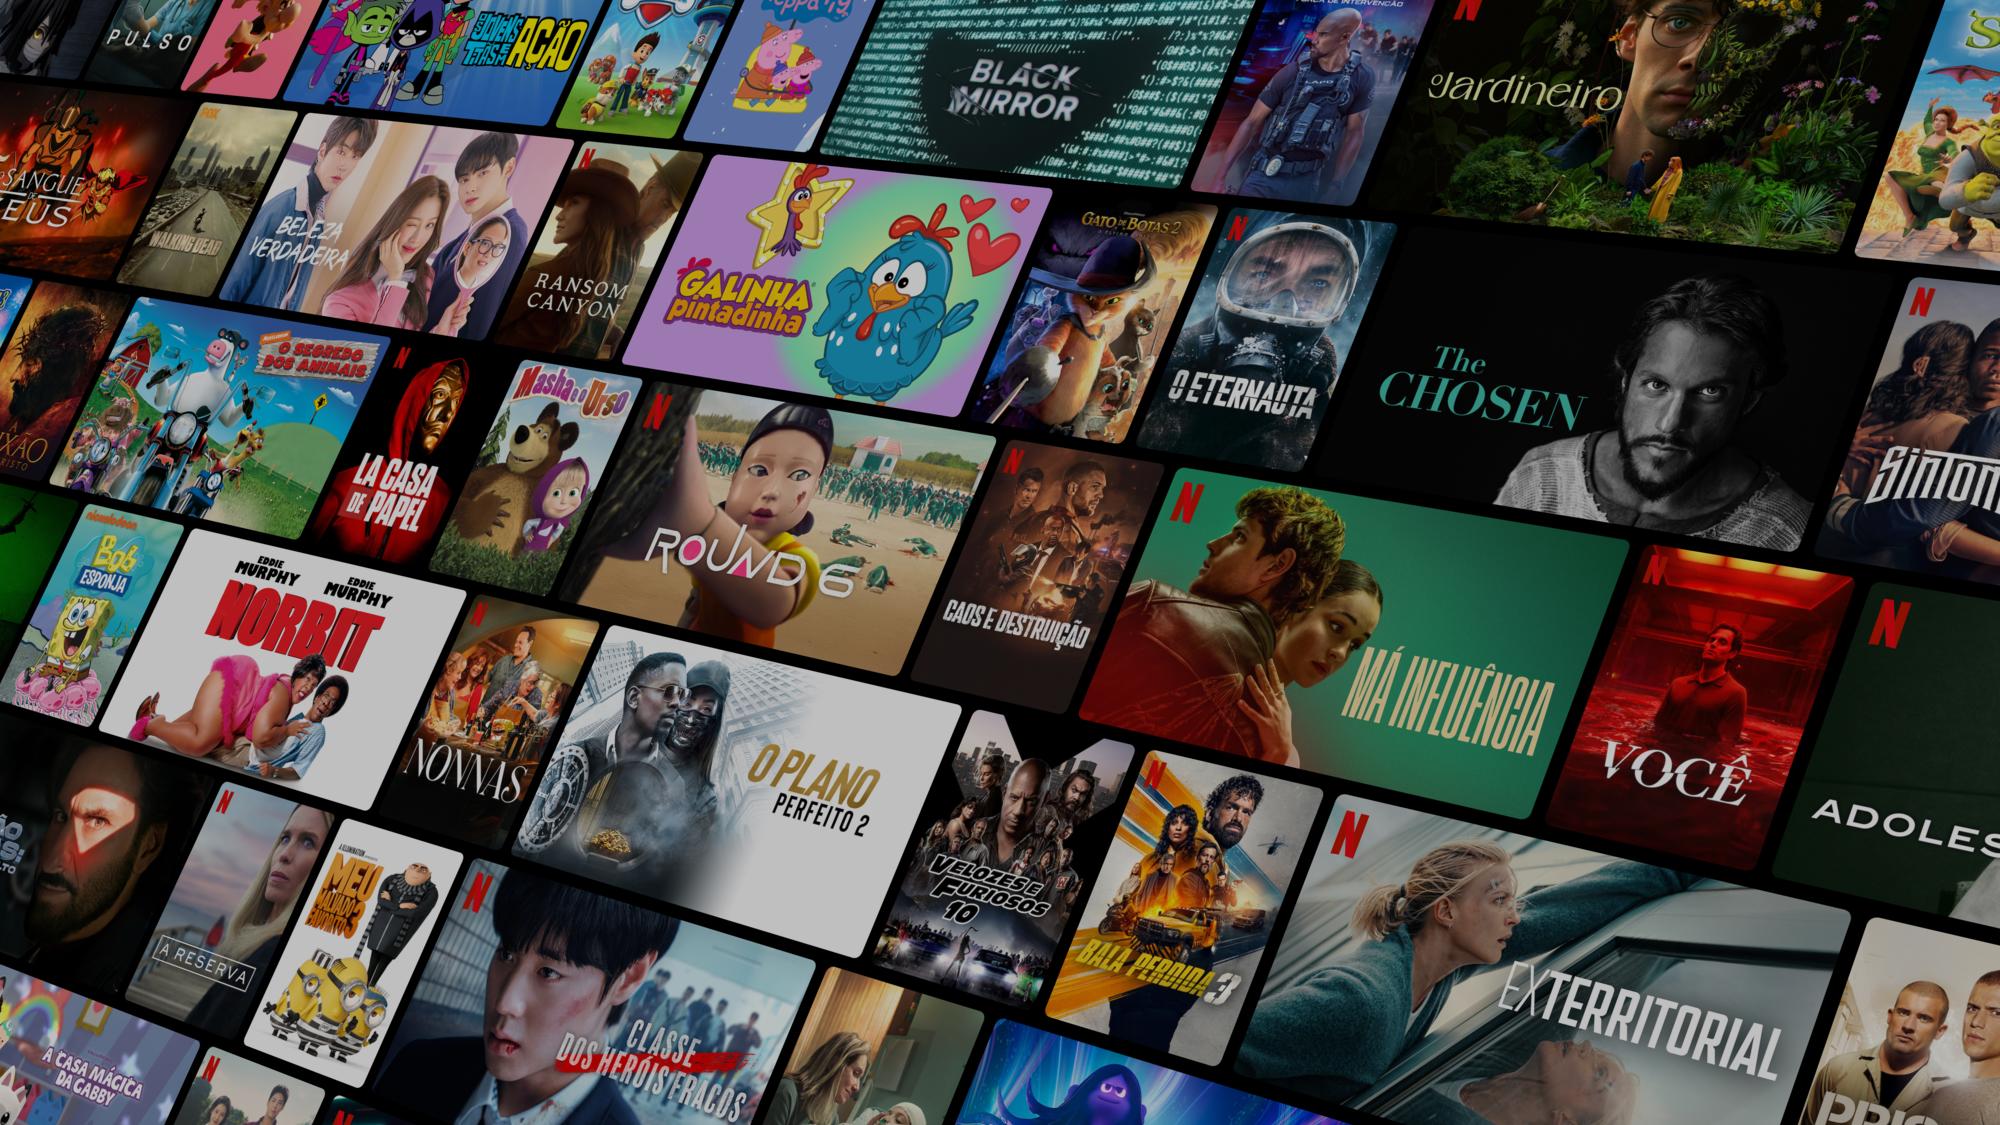 PULSO
OS JOVENS
TITÃS EM
AÇÃO
BLACK
MIRROR
LAPD
o Jardineiro
SANGUE
DE
ZEUS
FOX
WALKING DEAD
BELEZA
VERDADEIRA
N
RANSOM
CANYON
GALINHA
pintadinha
GATO DE BOTAS 2
N
O ETERNAUTA
The
CHOSEN
N
RISTO
Nickelodeon
O SEGREDO
DOS ANIMAIS
N
LA CASA
DE PAPEL
Masha e o Urso
N
ROUND 6
N
CAOS E DESTRUIÇÃO
N
MÁ INFLUÊNCIA
N
VOCÊ
N
ADOLES
nickelodeon
Bob
ESPONJA
EDDIE
MURPHY
EDDIE
MURPHY
NORBIT
N
NONNAS
O PLANO
PERFEITO 2
VELOZES E
FURIOSOS
10
N
BALA PERDIDA 3
N
EXTERRITORIAL
N
A RESERVA
MEU
MALVADO
FAVORITO 3
N
CLASSE
DOS HERÓIS FRACOS
A CASA MÁGICA
DA GABBY
N
N